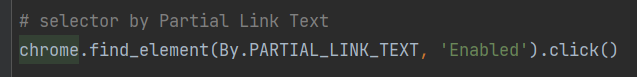 # selector by Partial Link Text
chrome.find_element(By.PARTIAL_LINK_TEXT, 'Enabled').click()